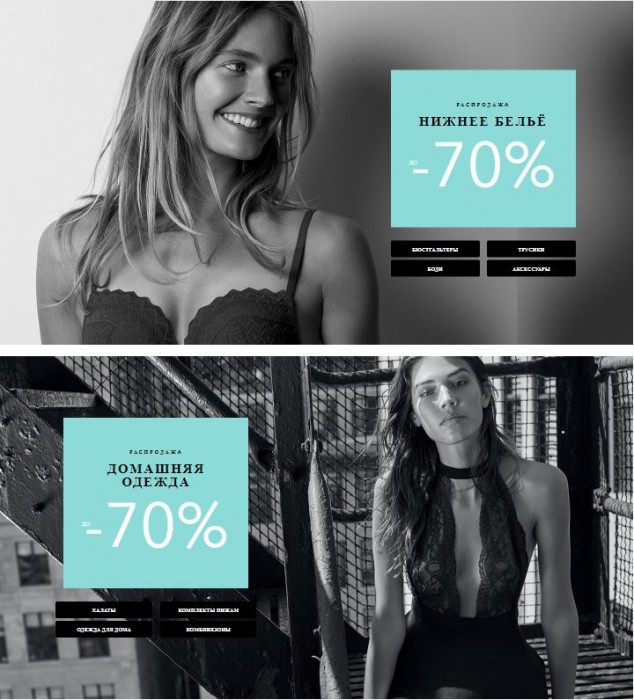 РАСПРОДАЖА
НИЖНЕЕ БЕЛЬЁ
ДО
-70%
БЮСТГАЛЬТЕРЫ
ТРУСИКИ
БОДИ
АКСЕССУАРЫ
РАСПРОДАЖА
ДОМАШНЯЯ
ОДЕЖДА
ДО
-70%
ХАЛАТЫ
КОМПЛЕКТЫ ПИЖАМ
ОДЕЖДА ДЛЯ ДОМА
КОМБИНЕЗОНЫ